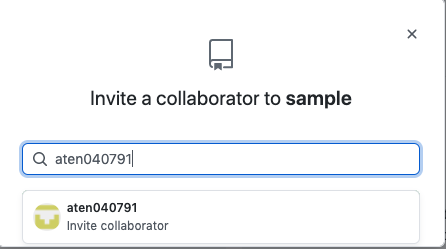 Invite a collaborator to sample
aten040791
aten040791
Invite collaborator